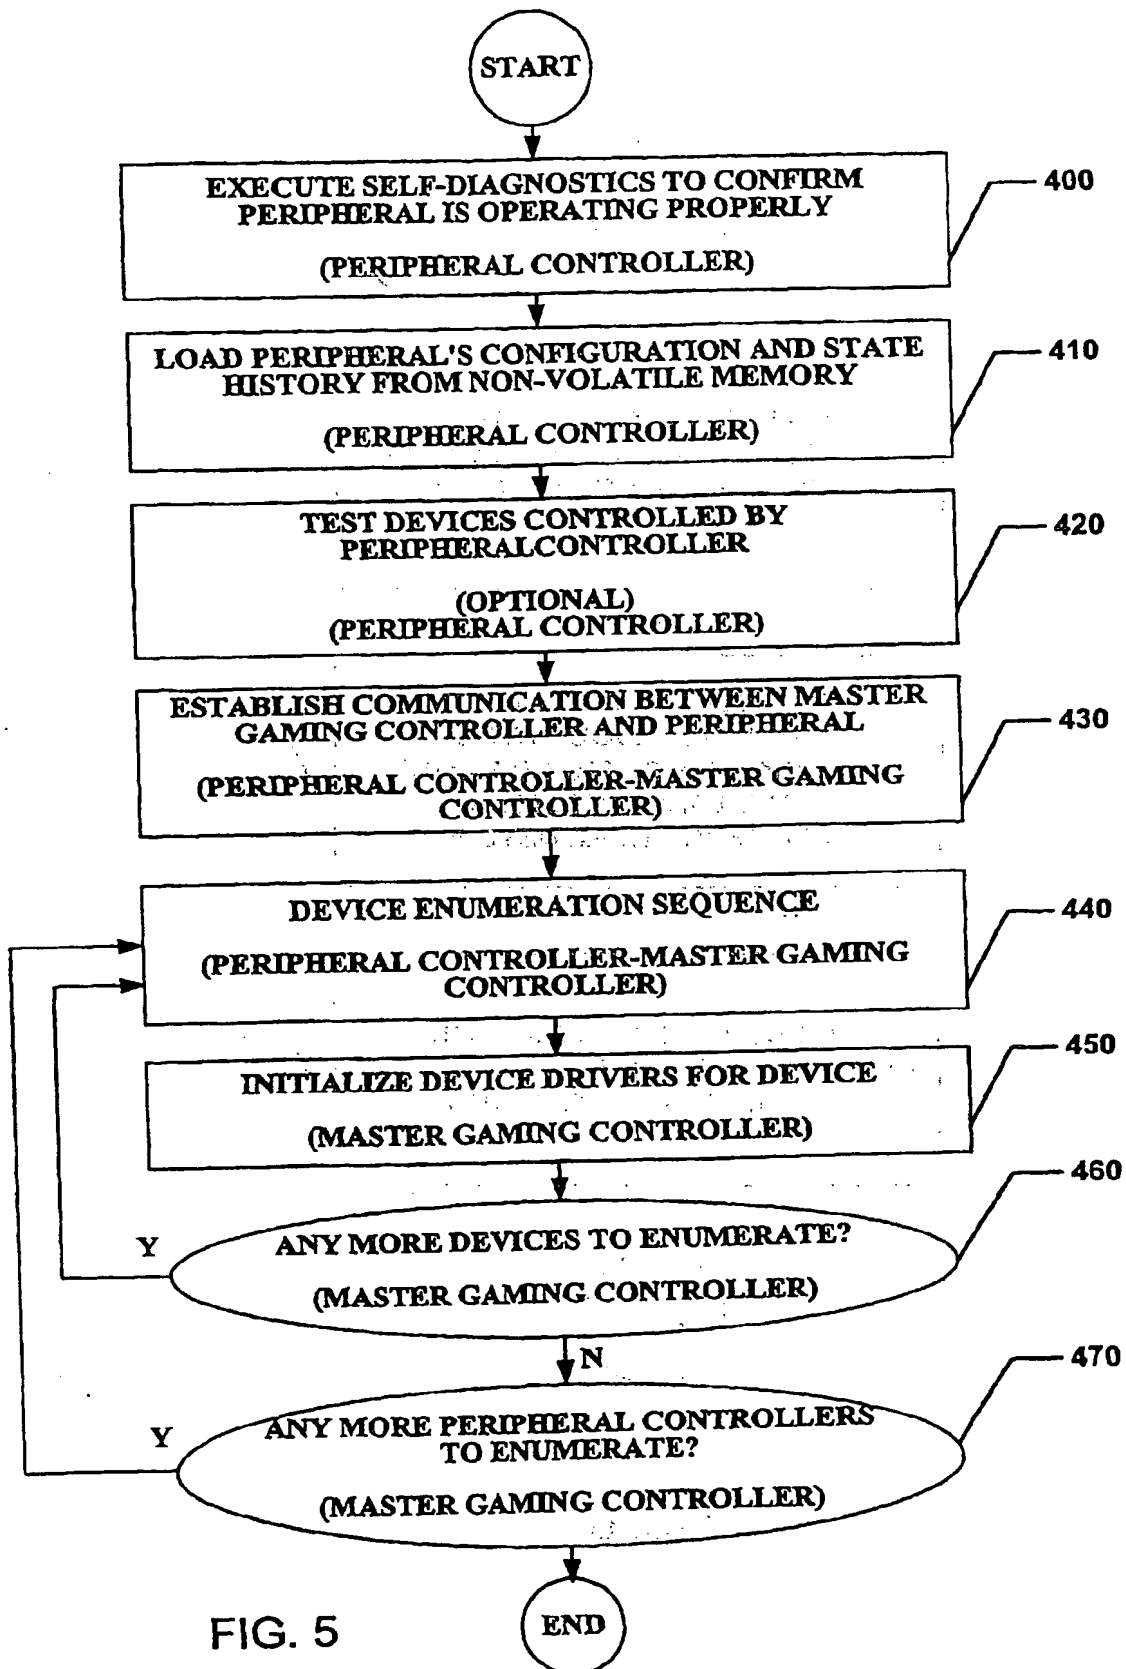 START
EXECUTE SELF-DIAGNOSTICS TO CONFIRM
PERIPHERAL IS OPERATING PROPERLY
(PERIPHERAL CONTROLLER)
400
LOAD PERIPHERAL'S CONFIGURATION AND STATE
HISTORY FROM NON-VOLATILE MEMORY
(PERIPHERAL CONTROLLER)
410
TEST DEVICES CONTROLLED BY
PERIPHERALCONTROLLER
(OPTIONAL)
(PERIPHERAL CONTROLLER)
420
ESTABLISH COMMUNICATION BETWEEN MASTER
GAMING CONTROLLER AND PERIPHERAL
(PERIPHERAL CONTROLLER-MASTER GAMING
CONTROLLER)
430
DEVICE ENUMERATION SEQUENCE
(PERIPHERAL CONTROLLER-MASTER GAMING
CONTROLLER)
440
INITIALIZE DEVICE DRIVERS FOR DEVICE
(MASTER GAMING CONTROLLER)
450
Y
ANY MORE DEVICES TO ENUMERATE?
(MASTER GAMING CONTROLLER)
460
N
Y
ANY MORE PERIPHERAL CONTROLLERS
TO ENUMERATE?
(MASTER GAMING CONTROLLER)
470
END
FIG. 5